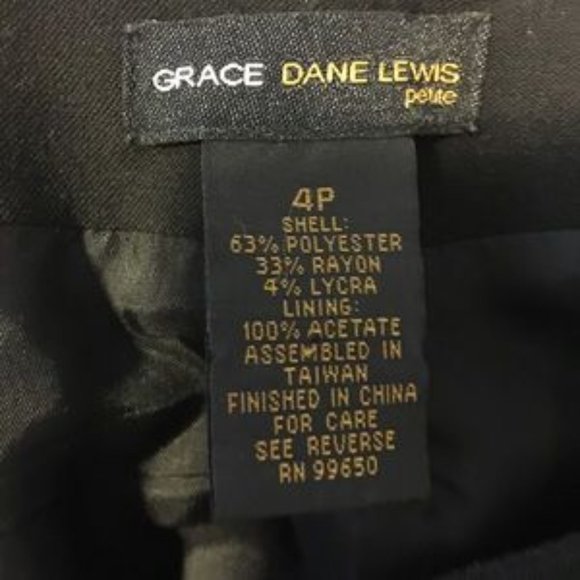 GRACE DANE LEWIS
petite
4P
SHELL:
63% POLYESTER
33% RAYON
4% LYCRA
LINING:
100% ACETATE
ASSEMBLED IN
TAIWAN
FINISHED IN CHINA
FOR CARE
SEE REVERSE
RN 99650